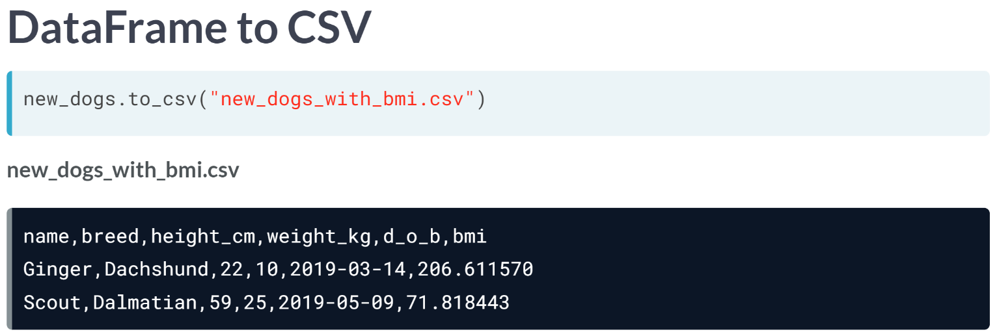 DataFrame to CSV
new_dogs.to_csv("new_dogs_with_bmi.csv")
new_dogs_with_bmi.csv
name,breed,height_cm,weight_kg,d_o_b,bmi
Ginger,Dachshund,22,10,2019-03-14,206.611570
Scout,Dalmatian,59,25,2019-05-09,71.818443